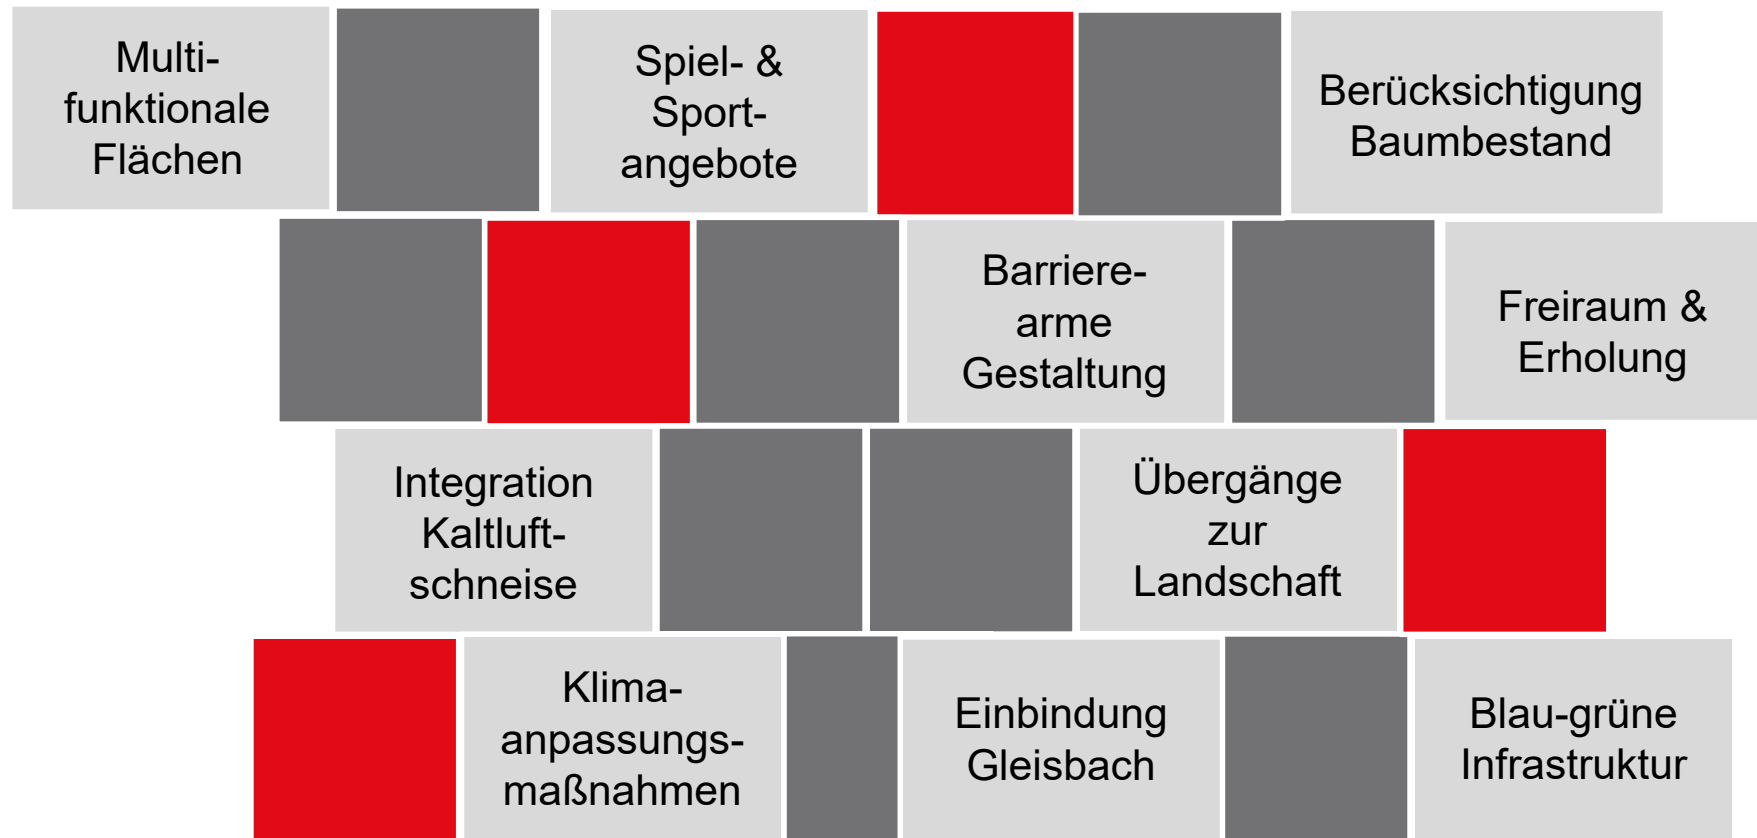 Multi-
funktionale
Flächen
Spiel- &
Sport-
angebote
Berücksichtigung
Baumbestand
Barriere-
arme
Gestaltung
Freiraum &
Erholung
Integration
Kaltluft-
schneise
Übergänge
zur
Landschaft
Klima-
anpassungs-
maßnahmen
Einbindung
Gleisbach
Blau-grüne
Infrastruktur